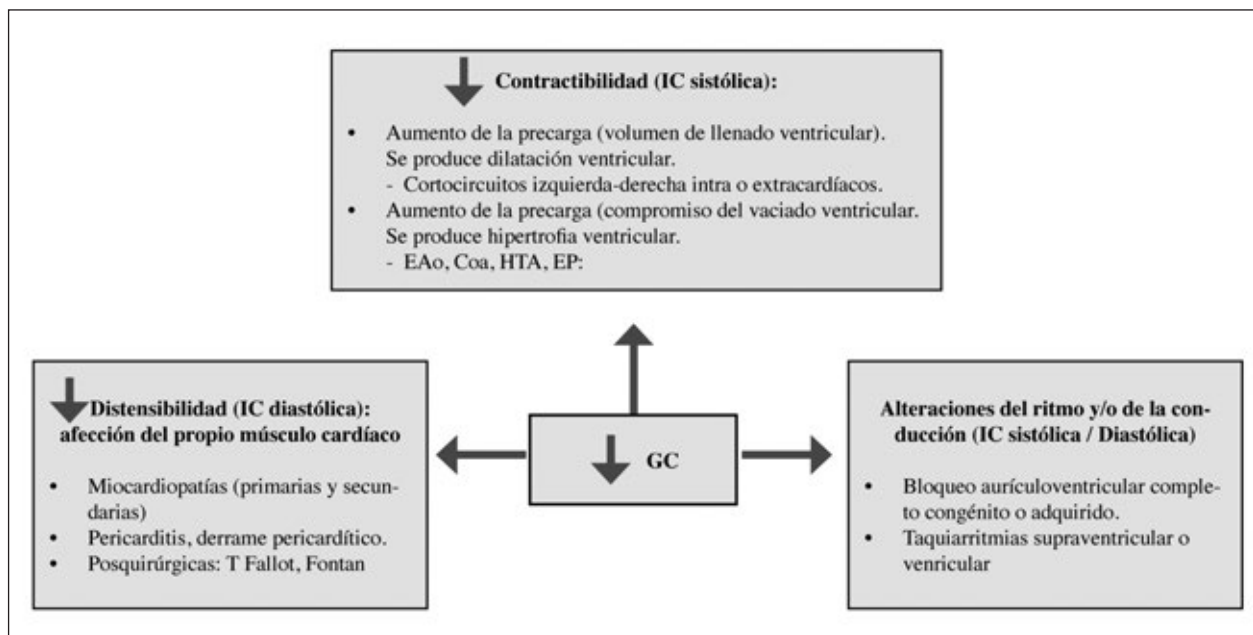 Contractibilidad (IC sistólica):
• Aumento de la precarga (volumen de llenado ventricular).
Se produce dilatación ventricular.
- Cortocircuitos izquierda-derecha intra o extracardíacos.
• Aumento de la precarga (compromiso del vaciado ventricular.
Se produce hipertrofia ventricular.
- EAo, Coa, HTA, EP:
Distensibilidad (IC diastólica):
afección del propio músculo cardíaco
• Miocardiopatías (primarias y secun-
darias)
• Pericarditis, derrame pericardítico.
• Posquirúrgicas: T Fallot, Fontan
GC
Alteraciones del ritmo y/o de la con-
ducción (IC sistólica / Diastólica)
• Bloqueo aurículoventricular comple-
to congénito o adquirido.
• Taquiarritmias supraventricular o
venricular